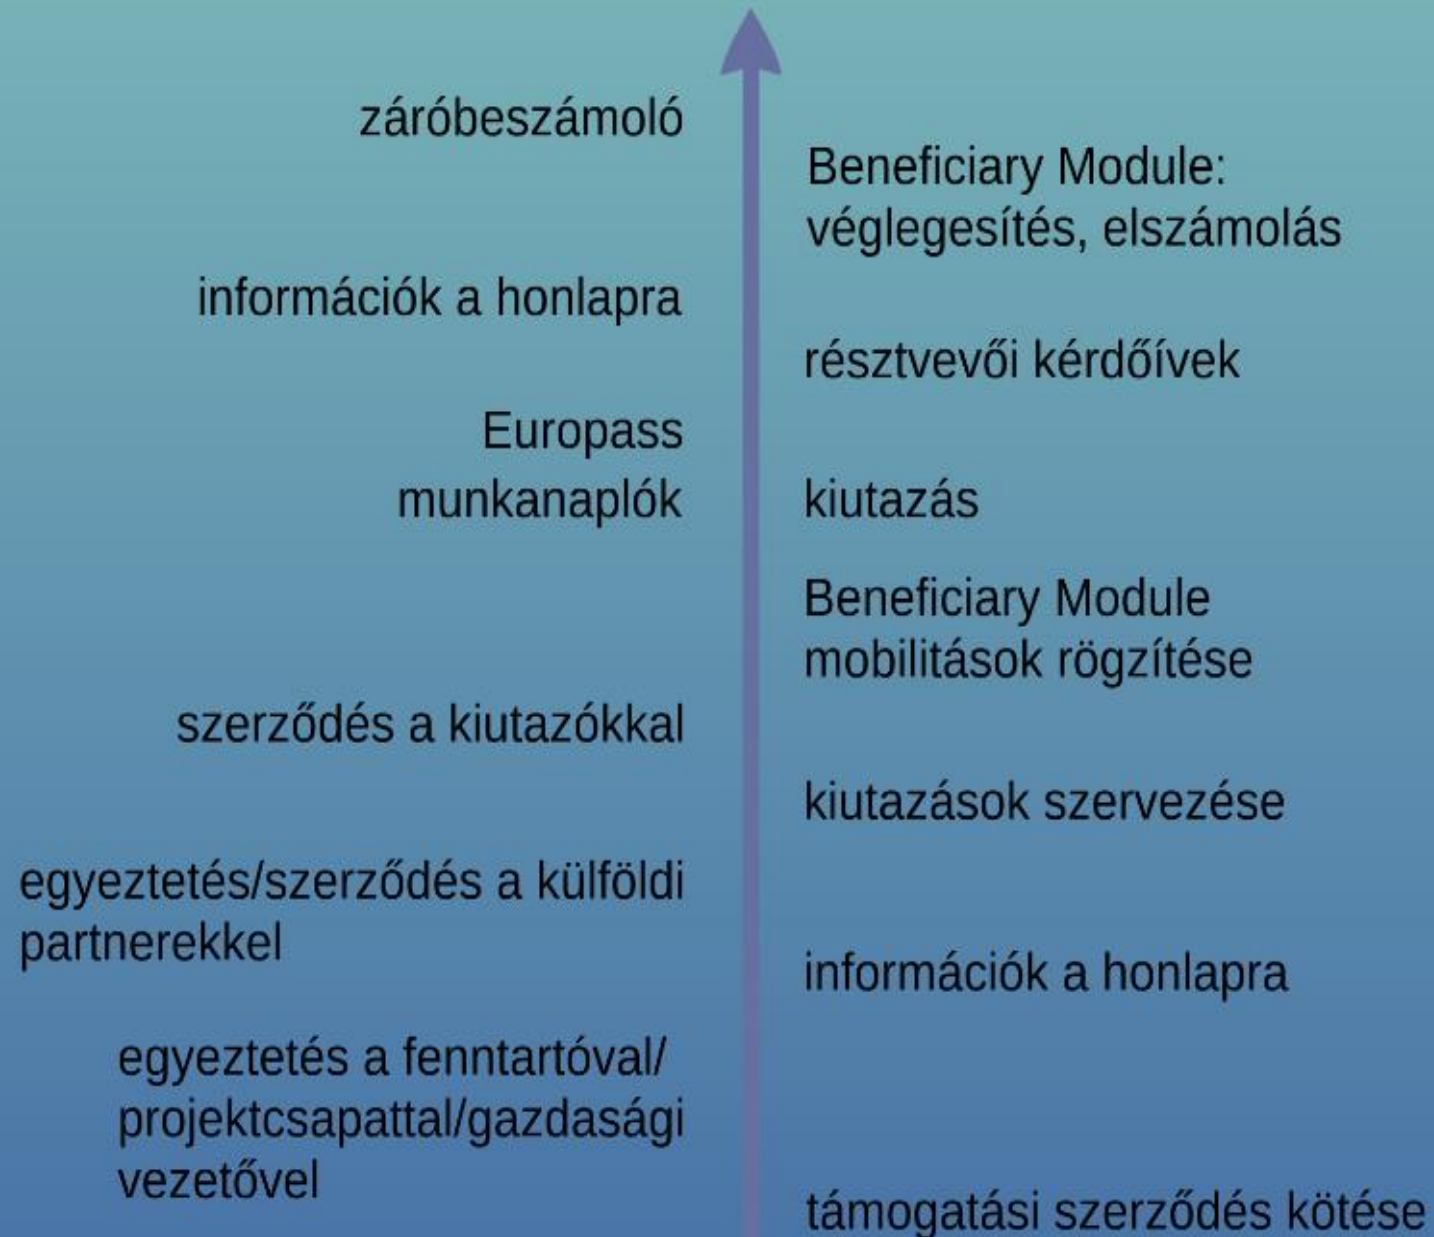 záróbeszámoló
Beneficiary Module:
véglegesítés, elszámolás
információk a honlapra
résztvevői kérdőívek
Europass
munkanaplók
kiutazás
Beneficiary Module
mobilitások rögzítése
szerződés a kiutazókkal
kiutazások szervezése
egyeztetés/szerződés a külföldi
partnerekkel
információk a honlapra
egyeztetés a fenntartóval/
projektcsapattal/gazdasági
vezetővel
támogatási szerződés kötése